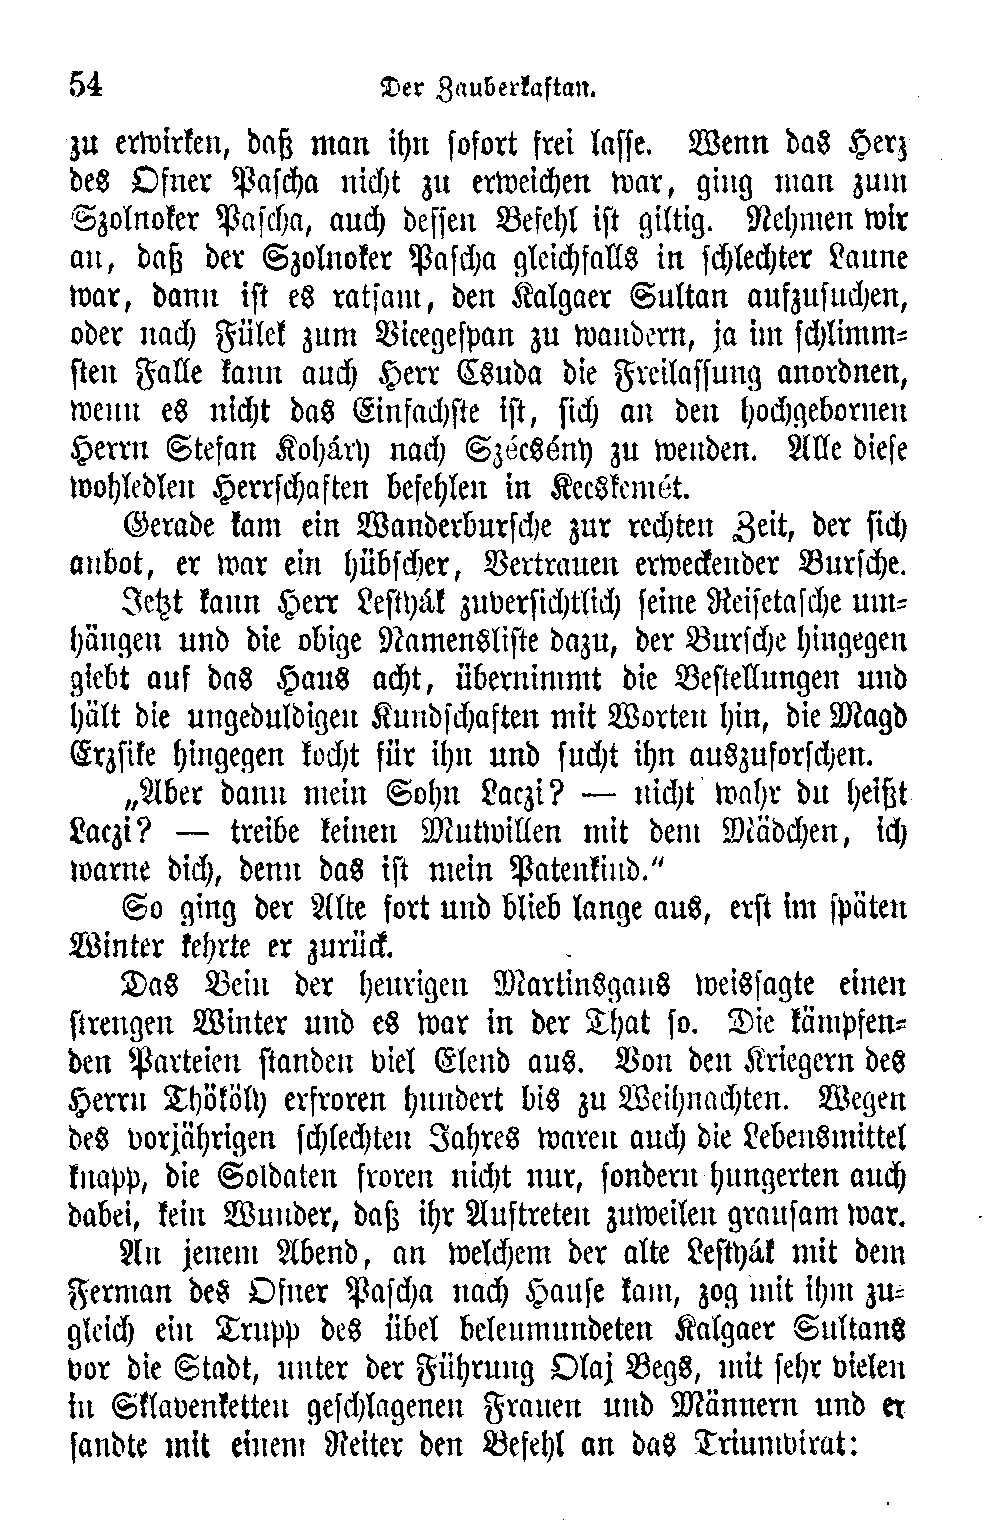 54 Der Zauberkaftan.
zu erwirken, daß man ihn sofort frei lasse. Wenn das Herz
des Ofner Pascha nicht zu erweichen war, ging man zum
Szolnoker Pascha, auch dessen Befehl ist giltig. Nehmen wir
an, daß der Szolnoker Pascha gleichfalls in schlechter Laune
war, dann ist es ratsam, den Kalgaer Sultan aufzusuchen,
oder nach Fülek zum Vicegespan zu wandern, ja im schlimm-
sten Falle kann auch Herr Csuda die Freilassung anordnen,
wenn es nicht das Einfachste ist, sich an den hochgebornen
Herrn Stefan Koháry nach Szécsény zu wenden. Alle diese
wohledlen Herrschaften befehlen in Kecskemét.
Gerade kam ein Wanderbursche zur rechten Zeit, der sich
anbot, er war ein hübscher, Vertrauen erweckender Bursche.
Jetzt kann Herr Lestyák zuversichtlich seine Reisetasche um-
hängen und die obige Namensliste dazu, der Bursche hingegen
giebt auf das Haus acht, übernimmt die Bestellungen und
hält die ungeduldigen Kundschaften mit Worten hin, die Magd
Erzsike hingegen kocht für ihn und sucht ihn auszuforschen.
„Aber dann mein Sohn Laczi? — nicht wahr du heißt
Laczi? — treibe keinen Mutwillen mit dem Mädchen, ich
warne dich, denn das ist mein Patenkind.“
So ging der Alte fort und blieb lange aus, erst im späten
Winter kehrte er zurück.
Das Bein der heurigen Martinsgans weissagte einen
strengen Winter und es war in der That so. Die kämpfen-
den Parteien standen viel Elend aus. Von den Kriegern des
Herrn Thököly erfroren hundert bis zu Weihnachten. Wegen
des vorjährigen schlechten Jahres waren auch die Lebensmittel
knapp, die Soldaten froren nicht nur, sondern hungerten auch
dabei, kein Wunder, daß ihr Auftreten zuweilen grausam war.
An jenem Abend, an welchem der alte Lestyák mit dem
Ferman des Ofner Pascha nach Hause kam, zog mit ihm zu-
gleich ein Trupp des übel beleumundeten Kalgaer Sultans
vor die Stadt, unter der Führung Olaj Begs, mit sehr vielen
in Sklavenketten geschlagenen Frauen und Männern und er
sandte mit einem Reiter den Befehl an das Triumvirat: